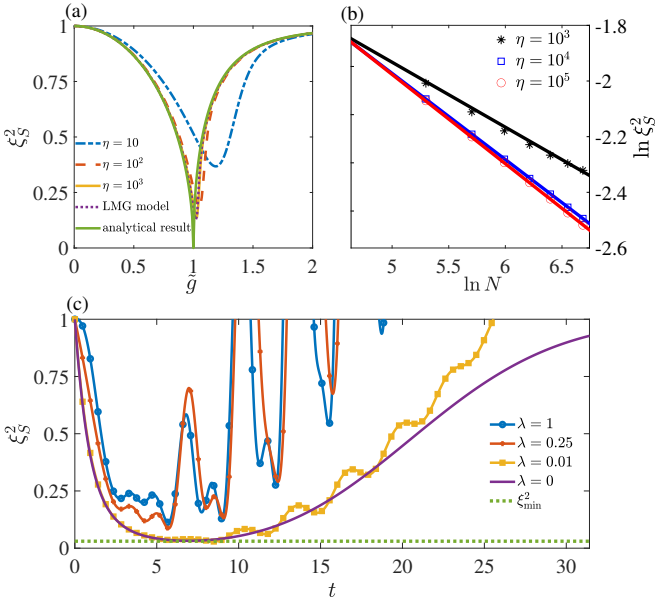 (a)
1
0.75
0.5
0.25
0
ξ_S^2
η = 10
η = 10^2
η = 10^3
LMG model
analytical result
0 0.5 1 1.5 2
g̃
(b)
η = 10^3
η = 10^4
η = 10^5
-1.8
-2
-2.2
-2.4
-2.6
ln ξ_S^2
5 5.5 6 6.5
ln N
(c)
1
0.75
0.5
0.25
0
ξ_S^2
λ = 1
λ = 0.25
λ = 0.01
λ = 0
ξ_min^2
0 5 10 15 20 25 30
t